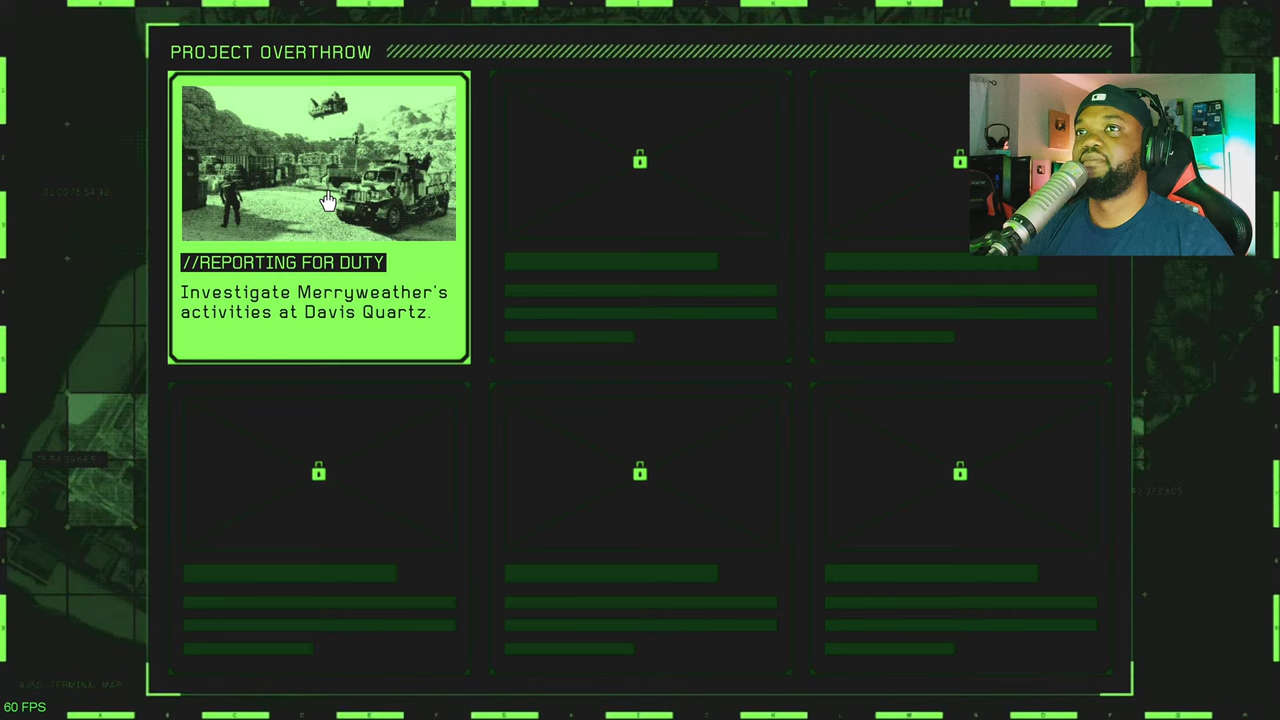 PROJECT OVERTHROW
//REPORTING FOR DUTY
Investigate Merryweather's
activities at Davis Quartz.
60 FPS